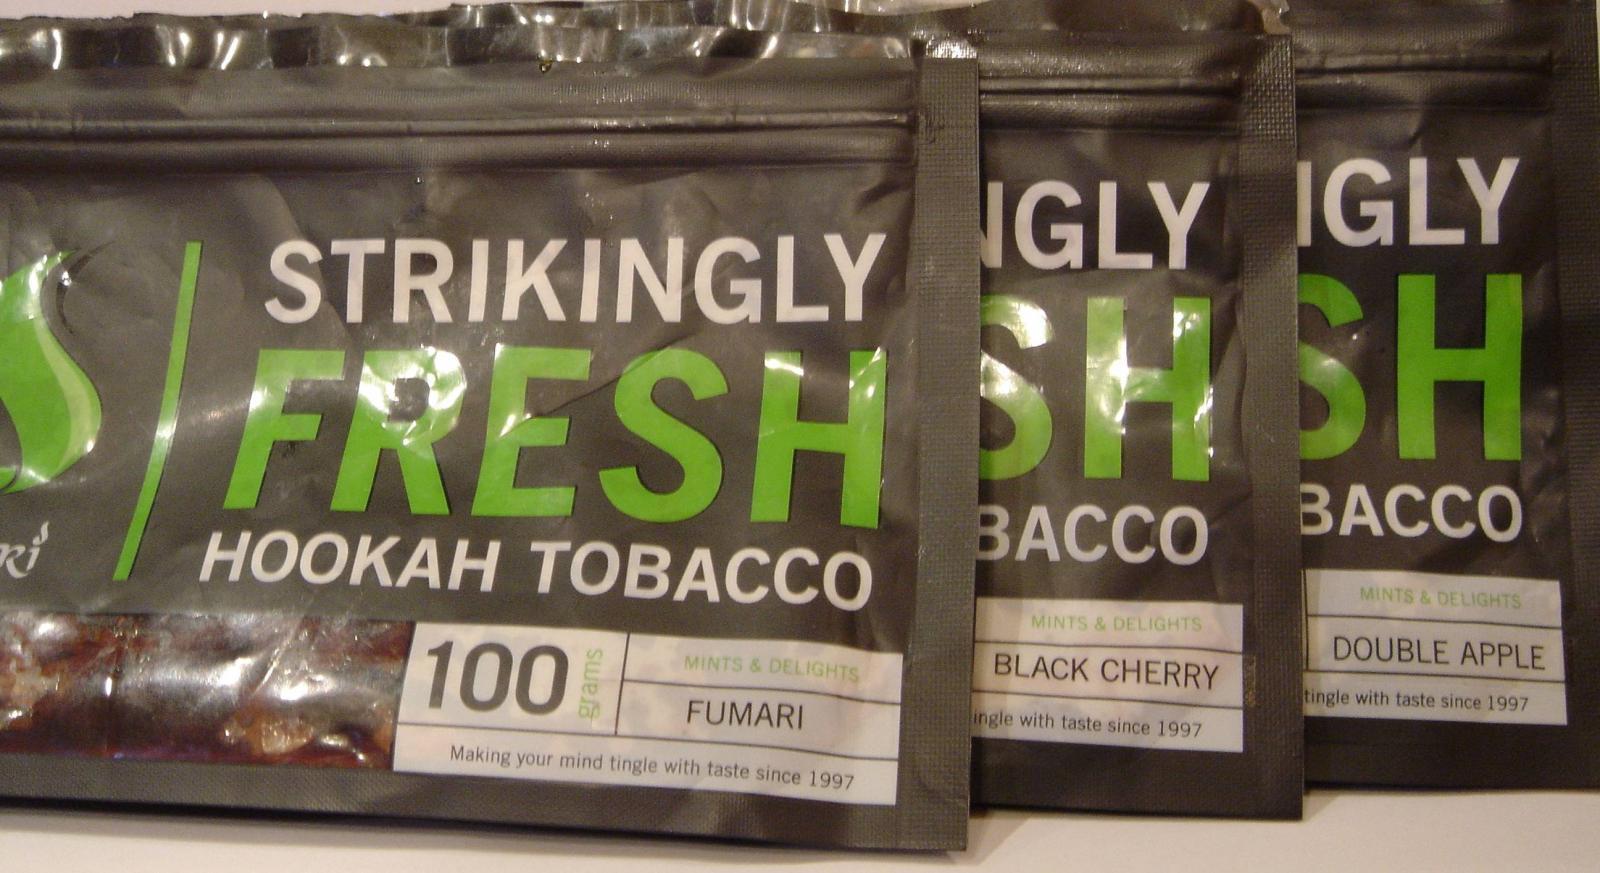 STRIKINGLY
FRESH
HOOKAH TOBACCO
100 grams
MINTS & DELIGHTS
FUMARI
Making your mind tingle with taste since 1997
NGLY
SH
BACCO
MINTS & DELIGHTS
BLACK CHERRY
ingle with taste since 1997
IGLY
SH
BACCO
MINTS & DELIGHTS
DOUBLE APPLE
tingle with taste since 1997